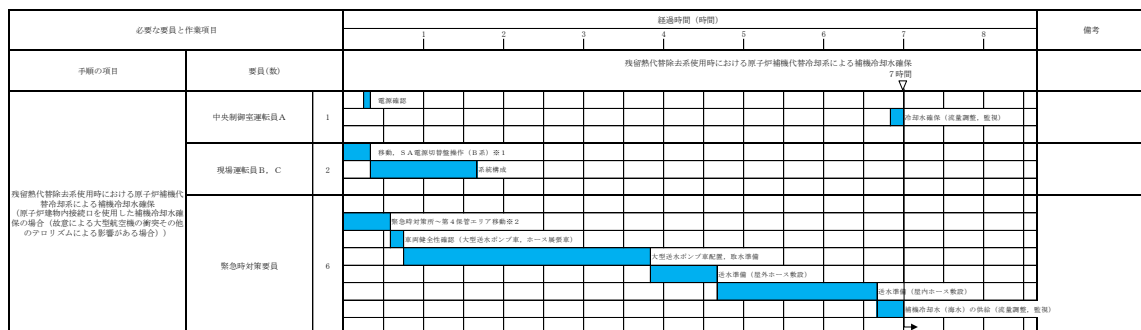 必要な要員と作業項目
経過時間（時間）
備考
1 2 3 4 5 6 7 8
手順の項目
要員(数)
残留熱代替除去系使用時における原子炉補機代替冷却系による補機冷却水確保
7時間
残留熱代替除去系使用時における原子炉補機代
替冷却系による補機冷却水確保
（原子炉建物内接続口を使用した補機冷却水確
保の場合（故意による大型航空機の衝突その他
のテロリズムによる影響がある場合））
中央制御室運転員A
1
電源確認
冷却水確保（流量調整，監視）
現場運転員B，C
2
移動，SA電源切替盤操作（B系）※1
系統構成
緊急時対策要員
6
緊急時対策所～第4保管エリア移動※2
車両健全性確認（大型送水ポンプ車，ホース展張車）
大型送水ポンプ車配置，取水準備
送水準備（屋外ホース敷設）
送水準備（屋内ホース敷設）
補機冷却水（海水）の供給（流量調整，監視）